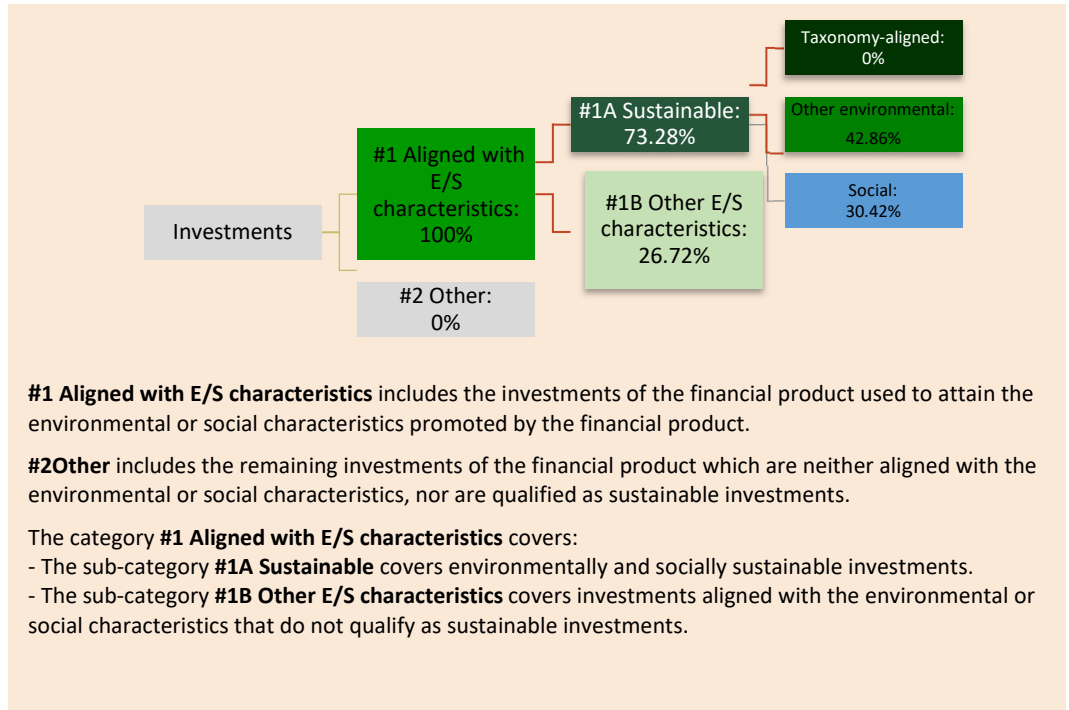 Taxonomy-aligned:
0%
#1A Sustainable:
73.28%
Other environmental:
42.86%
#1 Aligned with
E/S
characteristics:
100%
Social:
30.42%
#1B Other E/S
characteristics:
26.72%
Investments
#2 Other:
0%
#1 Aligned with E/S characteristics includes the investments of the financial product used to attain the
environmental or social characteristics promoted by the financial product.
#2Other includes the remaining investments of the financial product which are neither aligned with the
environmental or social characteristics, nor are qualified as sustainable investments.
The category #1 Aligned with E/S characteristics covers:
- The sub-category #1A Sustainable covers environmentally and socially sustainable investments.
- The sub-category #1B Other E/S characteristics covers investments aligned with the environmental or
social characteristics that do not qualify as sustainable investments.